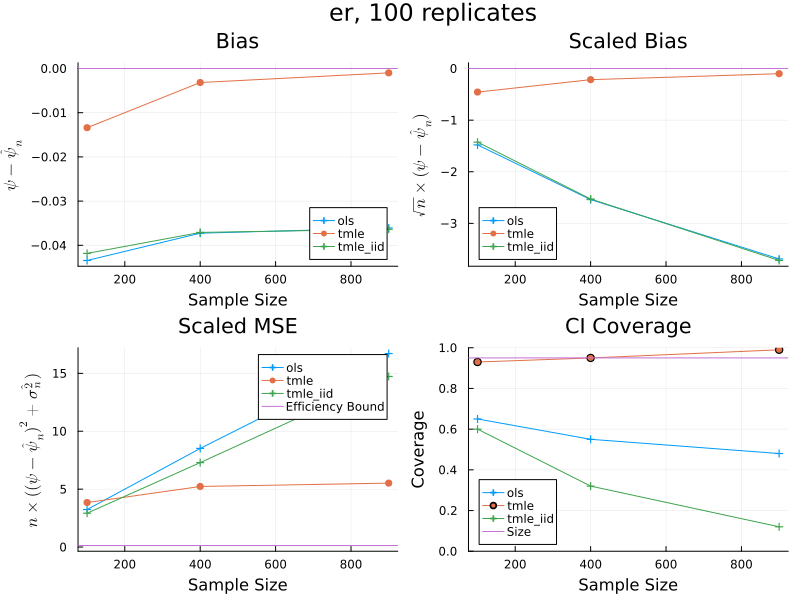 er, 100 replicates
Bias
0.00
−0.01
−0.02
−0.03
−0.04
200
400
600
800
ψ − ψ̂ₙ
Sample Size
ols
tmle
tmle_iid
Scaled Bias
0
−1
−2
−3
200
400
600
800
√n × (ψ − ψ̂ₙ)
Sample Size
ols
tmle
tmle_iid
Scaled MSE
15
10
5
0
200
400
600
800
n × ((ψ − ψ̂ₙ)² + σ²ₙ)
Sample Size
ols
tmle
tmle_iid
Efficiency Bound
CI Coverage
1.0
0.8
0.6
0.4
0.2
0.0
200
400
600
800
Coverage
Sample Size
ols
tmle
tmle_iid
Size